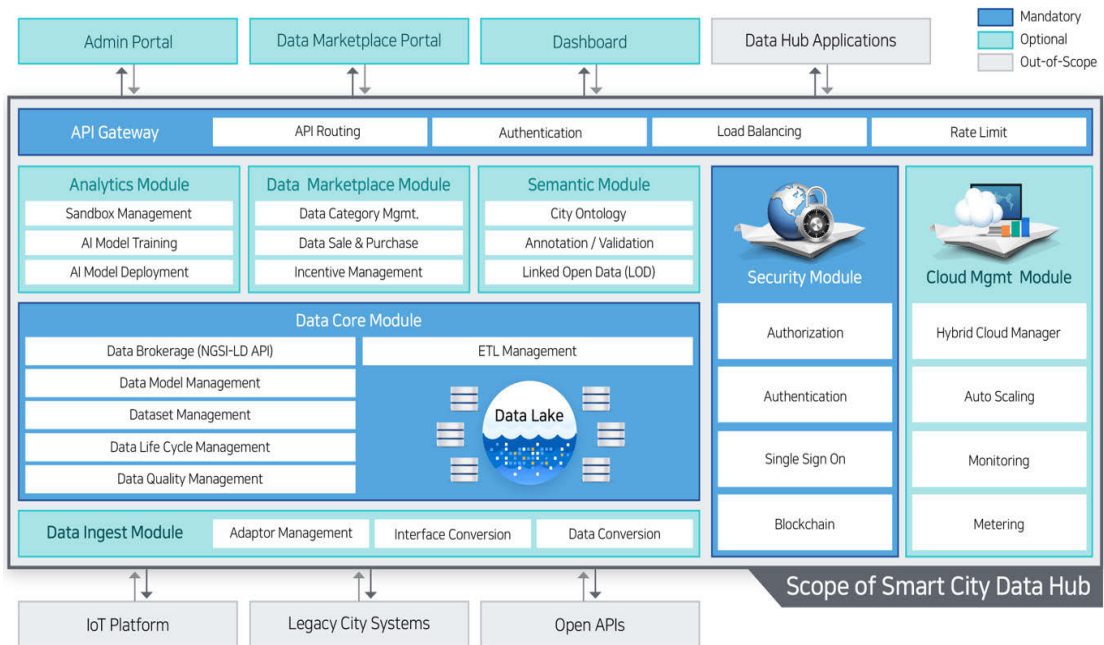 Mandatory
Optional
Out-of-Scope
Admin Portal
Data Marketplace Portal
Dashboard
Data Hub Applications
API Gateway
API Routing
Authentication
Load Balancing
Rate Limit
Analytics Module
Sandbox Management
AI Model Training
AI Model Deployment
Data Marketplace Module
Data Category Mgmt.
Data Sale & Purchase
Incentive Management
Semantic Module
City Ontology
Annotation / Validation
Linked Open Data (LOD)
Security Module
Authorization
Authentication
Single Sign On
Blockchain
Cloud Mgmt Module
Hybrid Cloud Manager
Auto Scaling
Monitoring
Metering
Data Core Module
Data Brokerage (NGSI-LD API)
Data Model Management
Dataset Management
Data Life Cycle Management
Data Quality Management
ETL Management
Data Lake
Data Ingest Module
Adaptor Management
Interface Conversion
Data Conversion
Scope of Smart City Data Hub
IoT Platform
Legacy City Systems
Open APIs